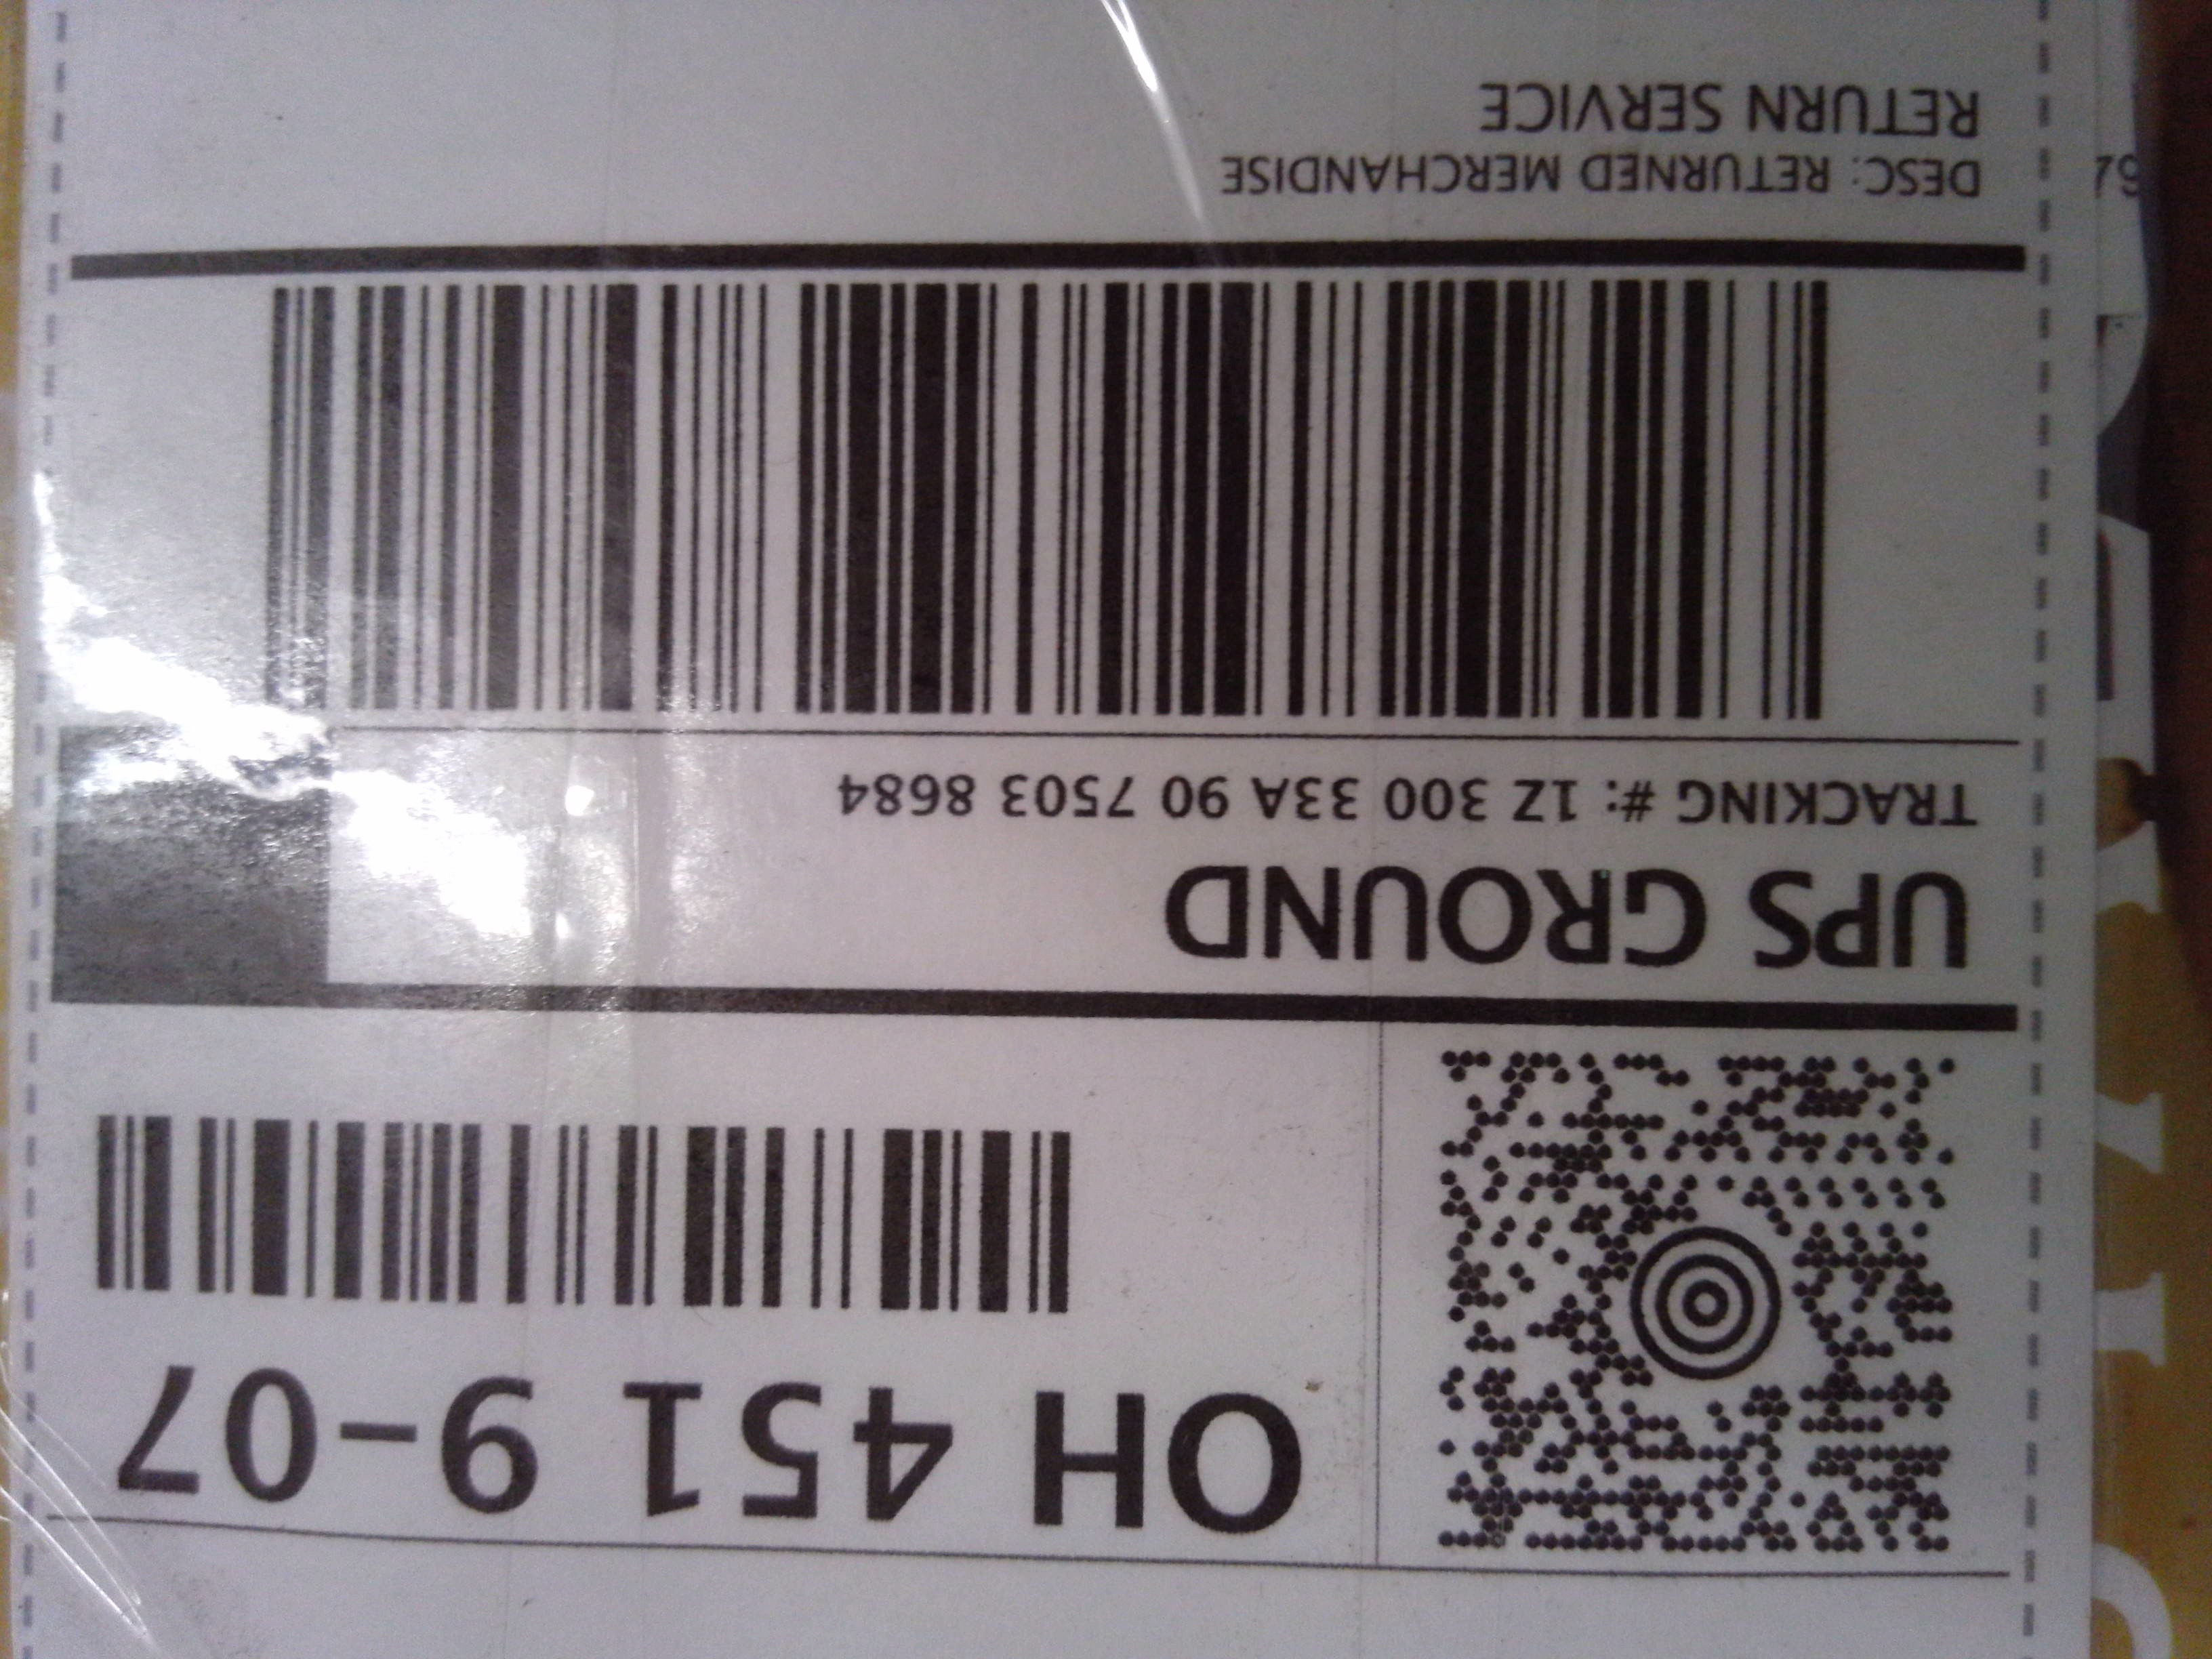 OH 451 9-07
UPS GROUND
TRACKING #: 1Z 300 33A 90 7503 8684
DESC: RETURNED MERCHANDISE
RETURN SERVICE